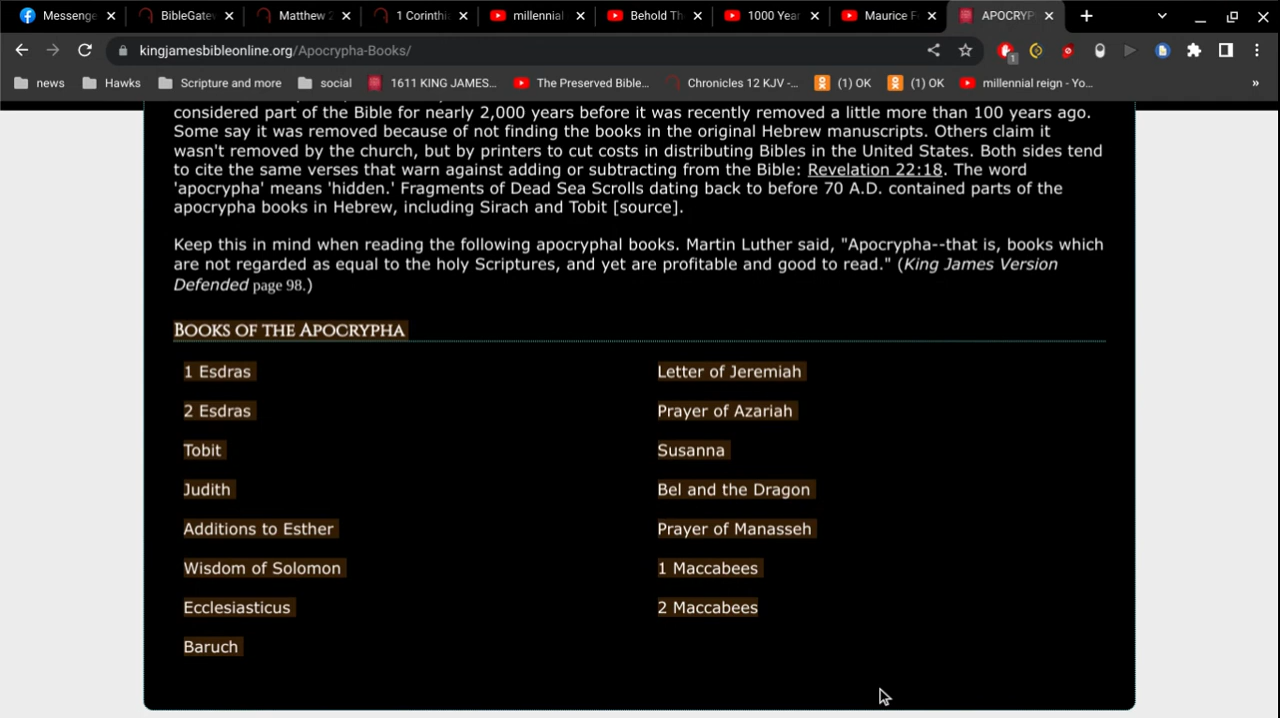 Messenge
BibleGatev
Matthew 2
1 Corinthi
millennial
Behold Th
1000 Year
Maurice F
APOCRYP
kingjamesbibleonline.org/Apocrypha-Books/
1
news
Hawks
Scripture and more
social
1611 KING JAMES...
The Preserved Bible...
Chronicles 12 KJV -...
(1) OK
(1) OK
millennial reign - Yo...
»
considered part of the Bible for nearly 2,000 years before it was recently removed a little more than 100 years ago.
Some say it was removed because of not finding the books in the original Hebrew manuscripts. Others claim it
wasn't removed by the church, but by printers to cut costs in distributing Bibles in the United States. Both sides tend
to cite the same verses that warn against adding or subtracting from the Bible: Revelation 22:18. The word
'apocrypha' means 'hidden.' Fragments of Dead Sea Scrolls dating back to before 70 A.D. contained parts of the
apocrypha books in Hebrew, including Sirach and Tobit [source].
Keep this in mind when reading the following apocryphal books. Martin Luther said, "Apocrypha--that is, books which
are not regarded as equal to the holy Scriptures, and yet are profitable and good to read." (King James Version
Defended page 98.)
Books of the Apocrypha
1 Esdras
2 Esdras
Tobit
Judith
Additions to Esther
Wisdom of Solomon
Ecclesiasticus
Baruch
Letter of Jeremiah
Prayer of Azariah
Susanna
Bel and the Dragon
Prayer of Manasseh
1 Maccabees
2 Maccabees